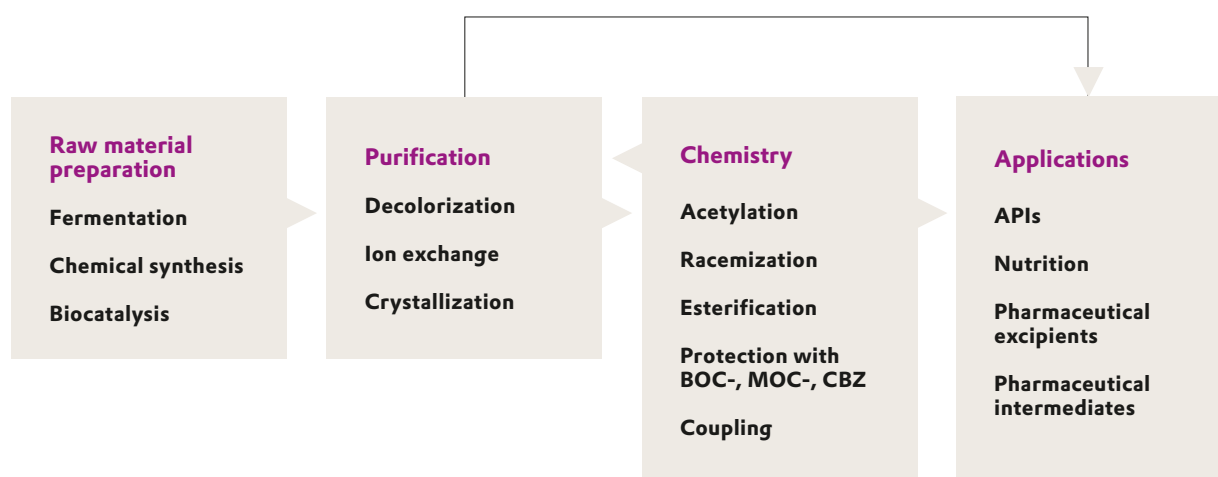 Raw material
preparation
Fermentation
Chemical synthesis
Biocatalysis
Purification
Decolorization
Ion exchange
Crystallization
Chemistry
Acetylation
Racemization
Esterification
Protection with
BOC-, MOC-, CBZ
Coupling
Applications
APIs
Nutrition
Pharmaceutical
excipients
Pharmaceutical
intermediates